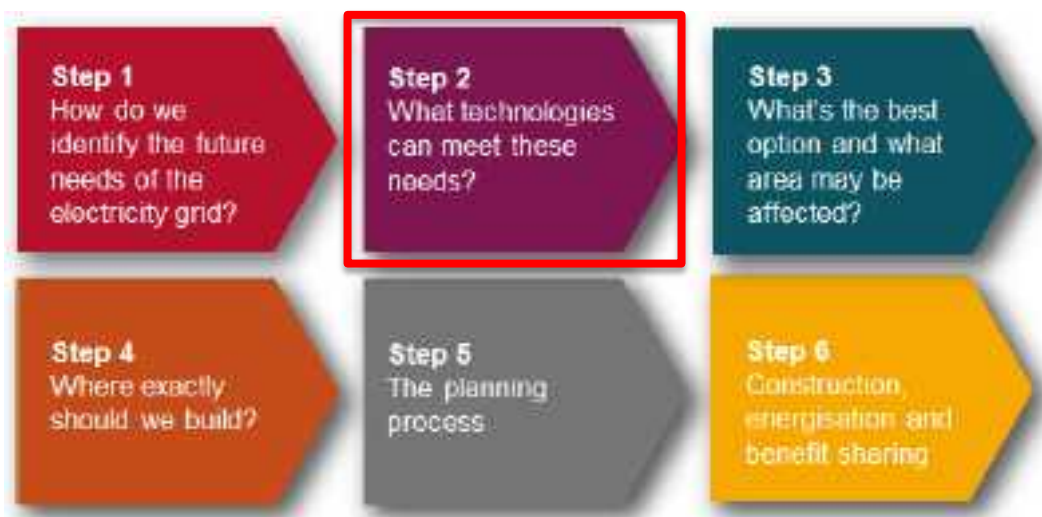 Step 1
How do we
identify the future
needs of the
electricity grid?
Step 2
What technologies
can meet these
needs?
Step 3
What's the best
option and what
area may be
affected?
Step 4
Where exactly
should we build?
Step 5
The planning
process
Step 6
Construction,
energisation and
benefit sharing